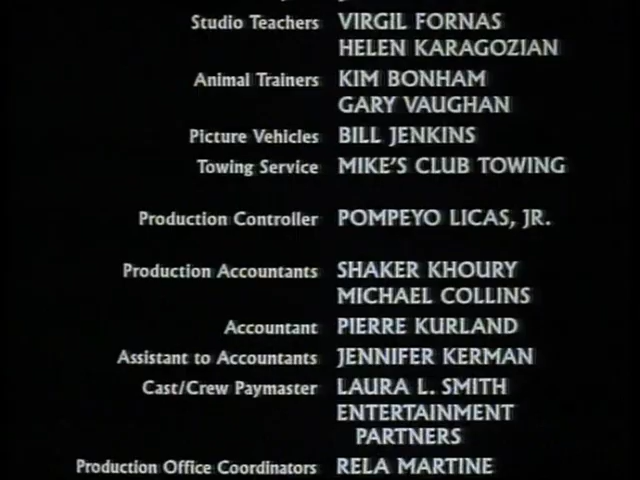 Studio Teachers VIRGIL FORNAS
HELEN KARAGOZIAN
Animal Trainers KIM BONHAM
GARY VAUGHAN
Picture Vehicles BILL JENKINS
Towing Service MIKE'S CLUB TOWING
Production Controller POMPEYO LICAS, JR.
Production Accountants SHAKER KHOURY
MICHAEL COLLINS
Accountant PIERRE KURLAND
Assistant to Accountants JENNIFER KERMAN
Cast/Crew Paymaster LAURA L. SMITH
ENTERTAINMENT
PARTNERS
Production Office Coordinators RELA MARTINE